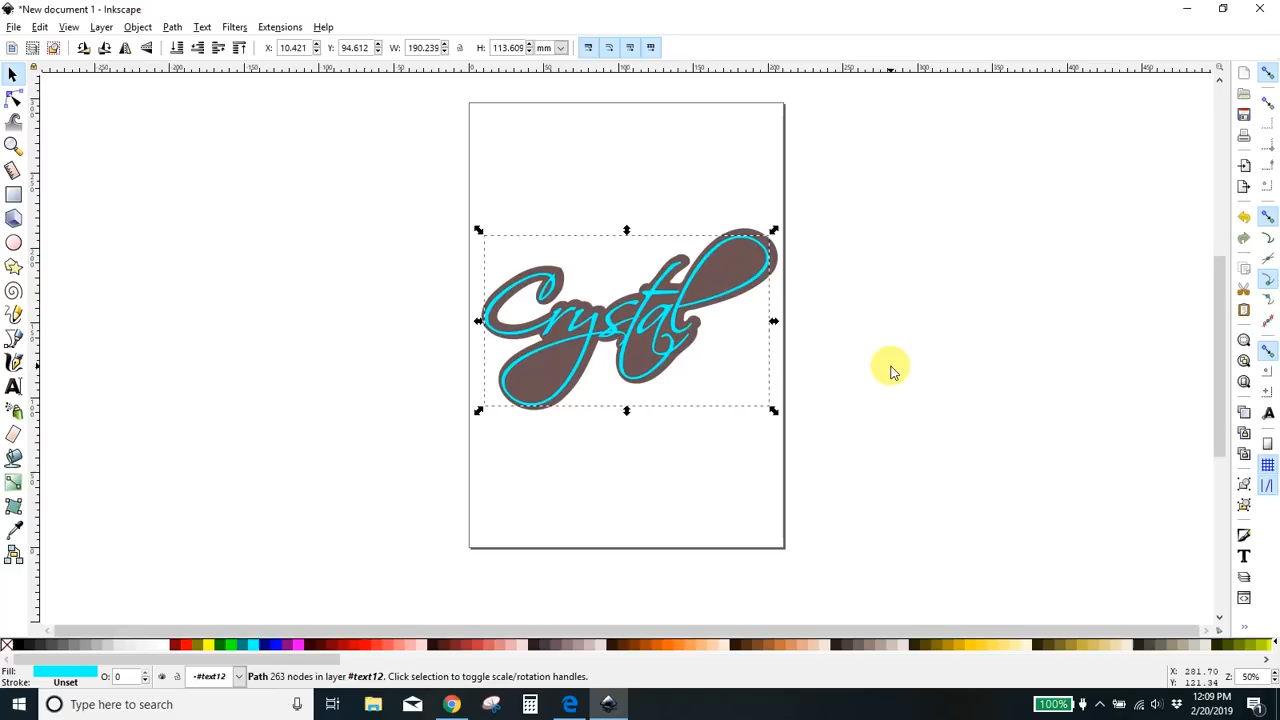 *New document 1 - Inkscape
File Edit View Layer Object Path Text Filters Extensions Help
X: 10.421 Y: 94.612 W: 190.239 H: 113.609 mm
Crystal
Fill:
Stroke: Unset
O: 0
-#text12
Path 263 nodes in layer #text12. Click selection to toggle scale/rotation handles.
X: 281.70
Y: 121.34
Z: 50%
Type here to search
100%
12:09 PM
2/20/2019